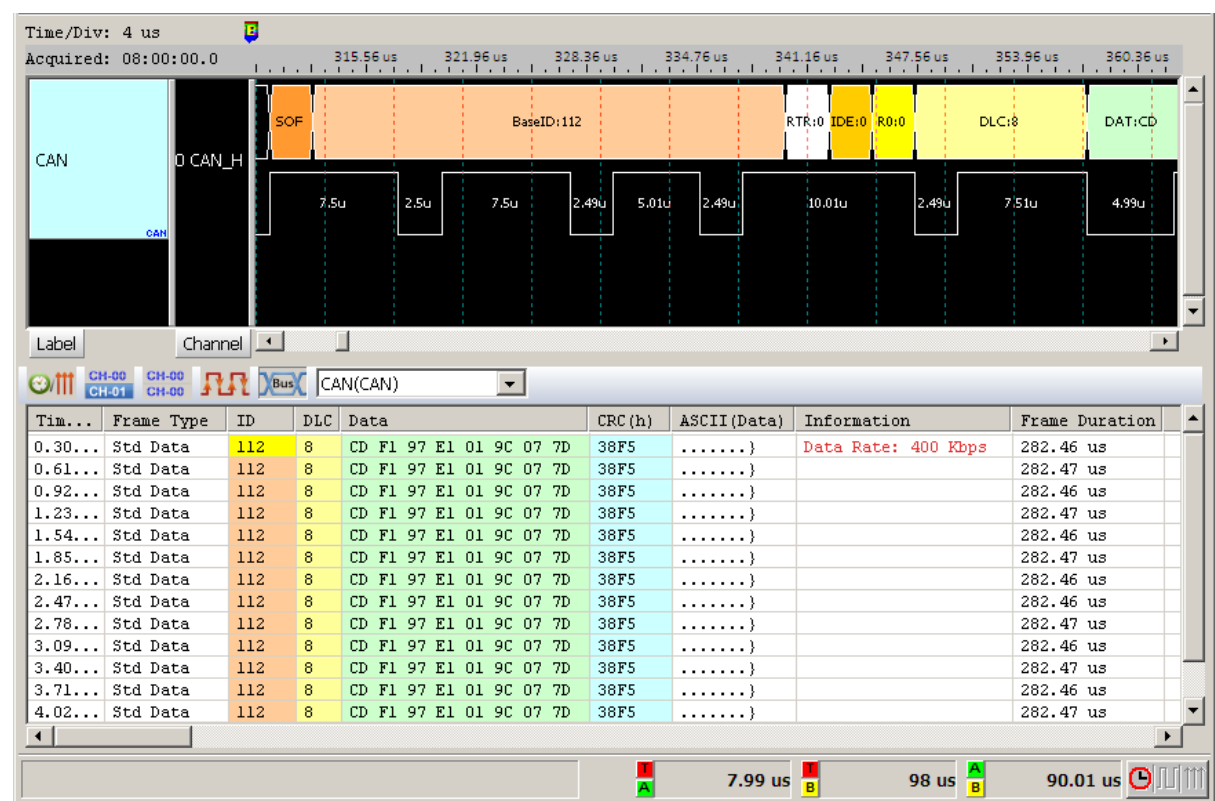 Time/Div: 4 us
Acquired: 08:00:00.0 315.56 us 321.96 us 328.36 us 334.76 us 341.16 us 347.56 us 353.96 us 360.36 us
SOF BaseID:112 RTR:0 IDE:0 R0:0 DLC:8 DAT:CD
CAN 0 CAN_H
7.5u 2.5u 7.5u 2.49u 5.01u 2.49u 10.01u 2.49u 7.51u 4.99u
CAN
Label Channel
CH-00 CH-00
CH-01 CH-00
Bus CAN(CAN)
Tim... Frame Type ID DLC Data CRC(h) ASCII(Data) Information Frame Duration
0.30... Std Data 112 8 CD F1 97 E1 01 9C 07 7D 38F5 .......} Data Rate: 400 Kbps 282.46 us
0.61... Std Data 112 8 CD F1 97 E1 01 9C 07 7D 38F5 .......} 282.46 us
0.92... Std Data 112 8 CD F1 97 E1 01 9C 07 7D 38F5 .......} 282.46 us
1.23... Std Data 112 8 CD F1 97 E1 01 9C 07 7D 38F5 .......} 282.47 us
1.54... Std Data 112 8 CD F1 97 E1 01 9C 07 7D 38F5 .......} 282.46 us
1.85... Std Data 112 8 CD F1 97 E1 01 9C 07 7D 38F5 .......} 282.47 us
2.16... Std Data 112 8 CD F1 97 E1 01 9C 07 7D 38F5 .......} 282.46 us
2.47... Std Data 112 8 CD F1 97 E1 01 9C 07 7D 38F5 .......} 282.46 us
2.78... Std Data 112 8 CD F1 97 E1 01 9C 07 7D 38F5 .......} 282.47 us
3.09... Std Data 112 8 CD F1 97 E1 01 9C 07 7D 38F5 .......} 282.46 us
3.40... Std Data 112 8 CD F1 97 E1 01 9C 07 7D 38F5 .......} 282.47 us
3.71... Std Data 112 8 CD F1 97 E1 01 9C 07 7D 38F5 .......} 282.46 us
4.02... Std Data 112 8 CD F1 97 E1 01 9C 07 7D 38F5 .......} 282.47 us
T A 7.99 us T B 98 us A B 90.01 us